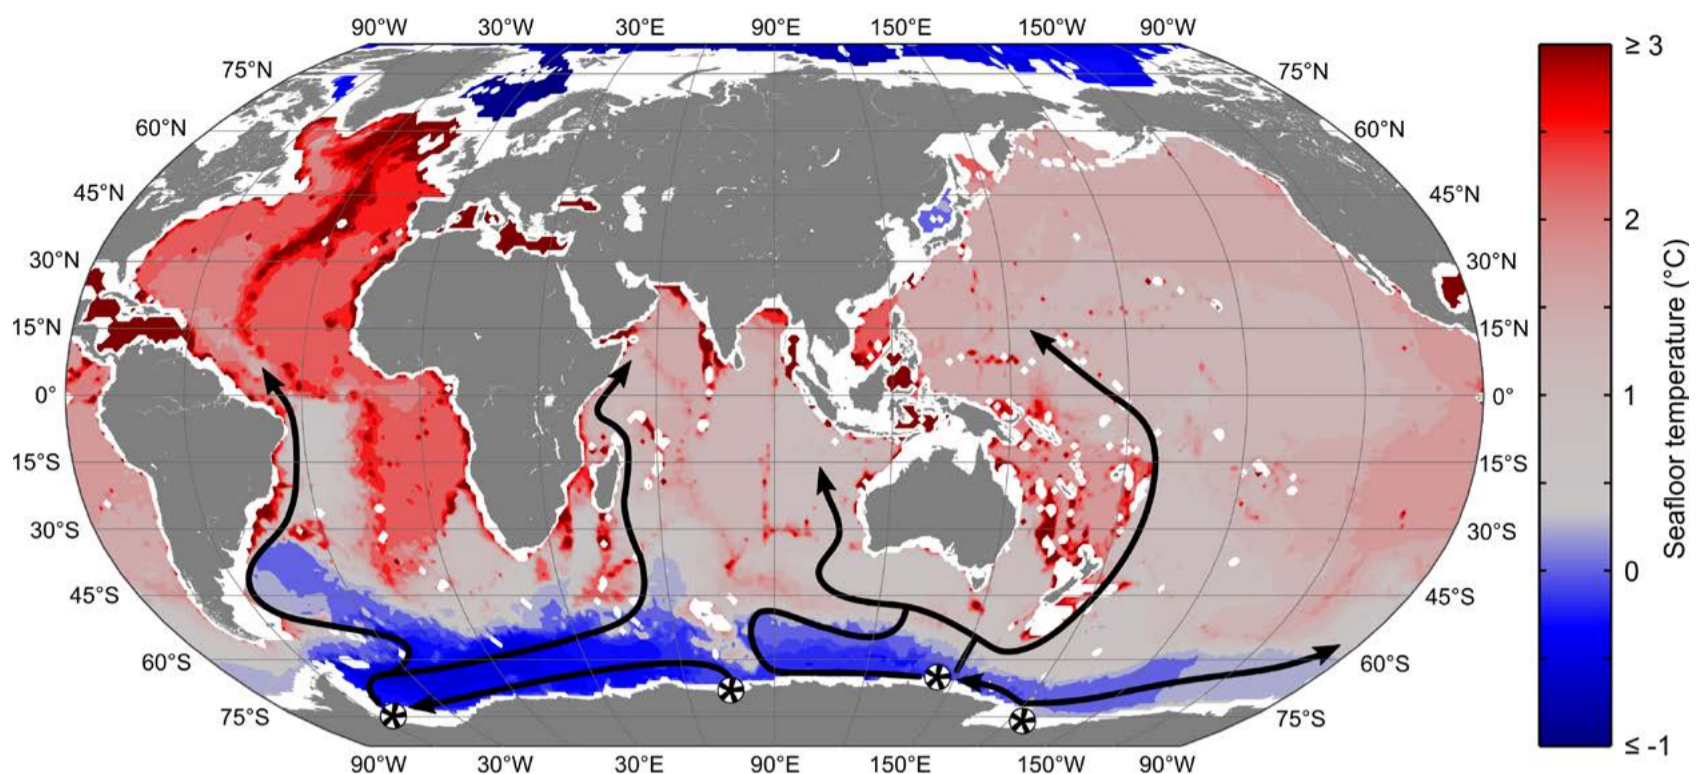 90°W 30°W 30°E 90°E 150°E 150°W 90°W
≥ 3
75°N 75°N
60°N 60°N
45°N 45°N
2
30°N 30°N
15°N 15°N
0° 0°
1
15°S 15°S
30°S 30°S
0
45°S 45°S
60°S 60°S
75°S 75°S
≤ -1
90°W 30°W 30°E 90°E 150°E 150°W 90°W
Seafloor temperature (°C)